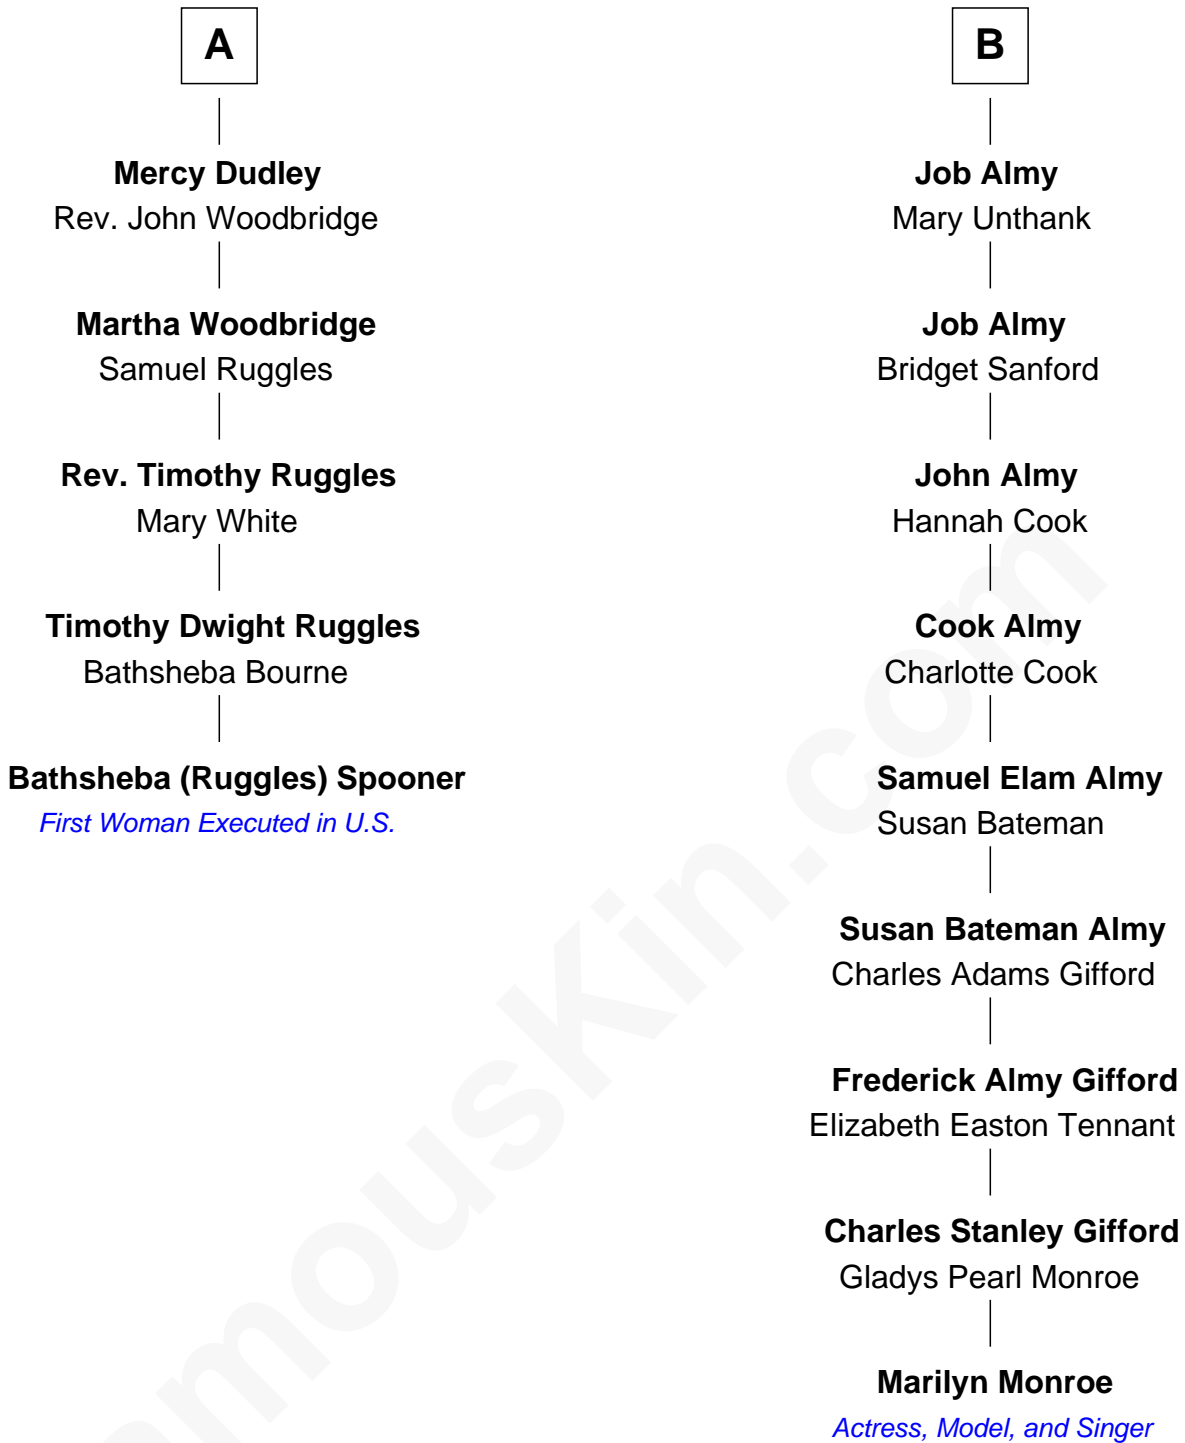 A
Mercy Dudley
Rev. John Woodbridge
Martha Woodbridge
Samuel Ruggles
Rev. Timothy Ruggles
Mary White
Timothy Dwight Ruggles
Bathsheba Bourne
Bathsheba (Ruggles) Spooner
First Woman Executed in U.S.
B
Job Almy
Mary Unthank
Job Almy
Bridget Sanford
John Almy
Hannah Cook
Cook Almy
Charlotte Cook
Samuel Elam Almy
Susan Bateman
Susan Bateman Almy
Charles Adams Gifford
Frederick Almy Gifford
Elizabeth Easton Tennant
Charles Stanley Gifford
Gladys Pearl Monroe
Marilyn Monroe
Actress, Model, and Singer
amouskin.com